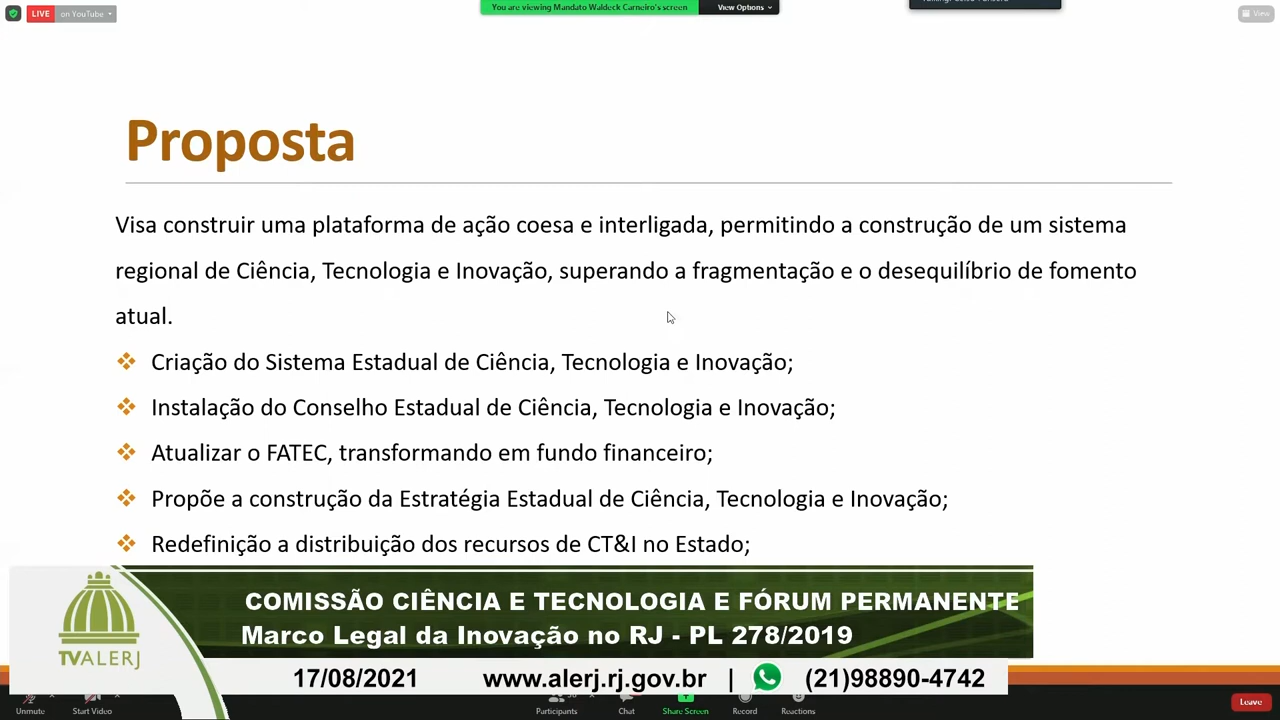 LIVE on YouTube
You are viewing Mandato Waldeck Carneiro's screen
View Options
View
Proposta
Visa construir uma plataforma de ação coesa e interligada, permitindo a construção de um sistema
regional de Ciência, Tecnologia e Inovação, superando a fragmentação e o desequilíbrio de fomento
atual.
Criação do Sistema Estadual de Ciência, Tecnologia e Inovação;
Instalação do Conselho Estadual de Ciência, Tecnologia e Inovação;
Atualizar o FATEC, transformando em fundo financeiro;
Propõe a construção da Estratégia Estadual de Ciência, Tecnologia e Inovação;
Redefinição a distribuição dos recursos de CT&I no Estado;
COMISSÃO CIÊNCIA E TECNOLOGIA E FÓRUM PERMANENTE
Marco Legal da Inovação no RJ - PL 278/2019
TVALERJ
17/08/2021 www.alerj.rj.gov.br | (21)98890-4742
Unmute Start Video Participants Chat Share Screen Record Reactions Leave